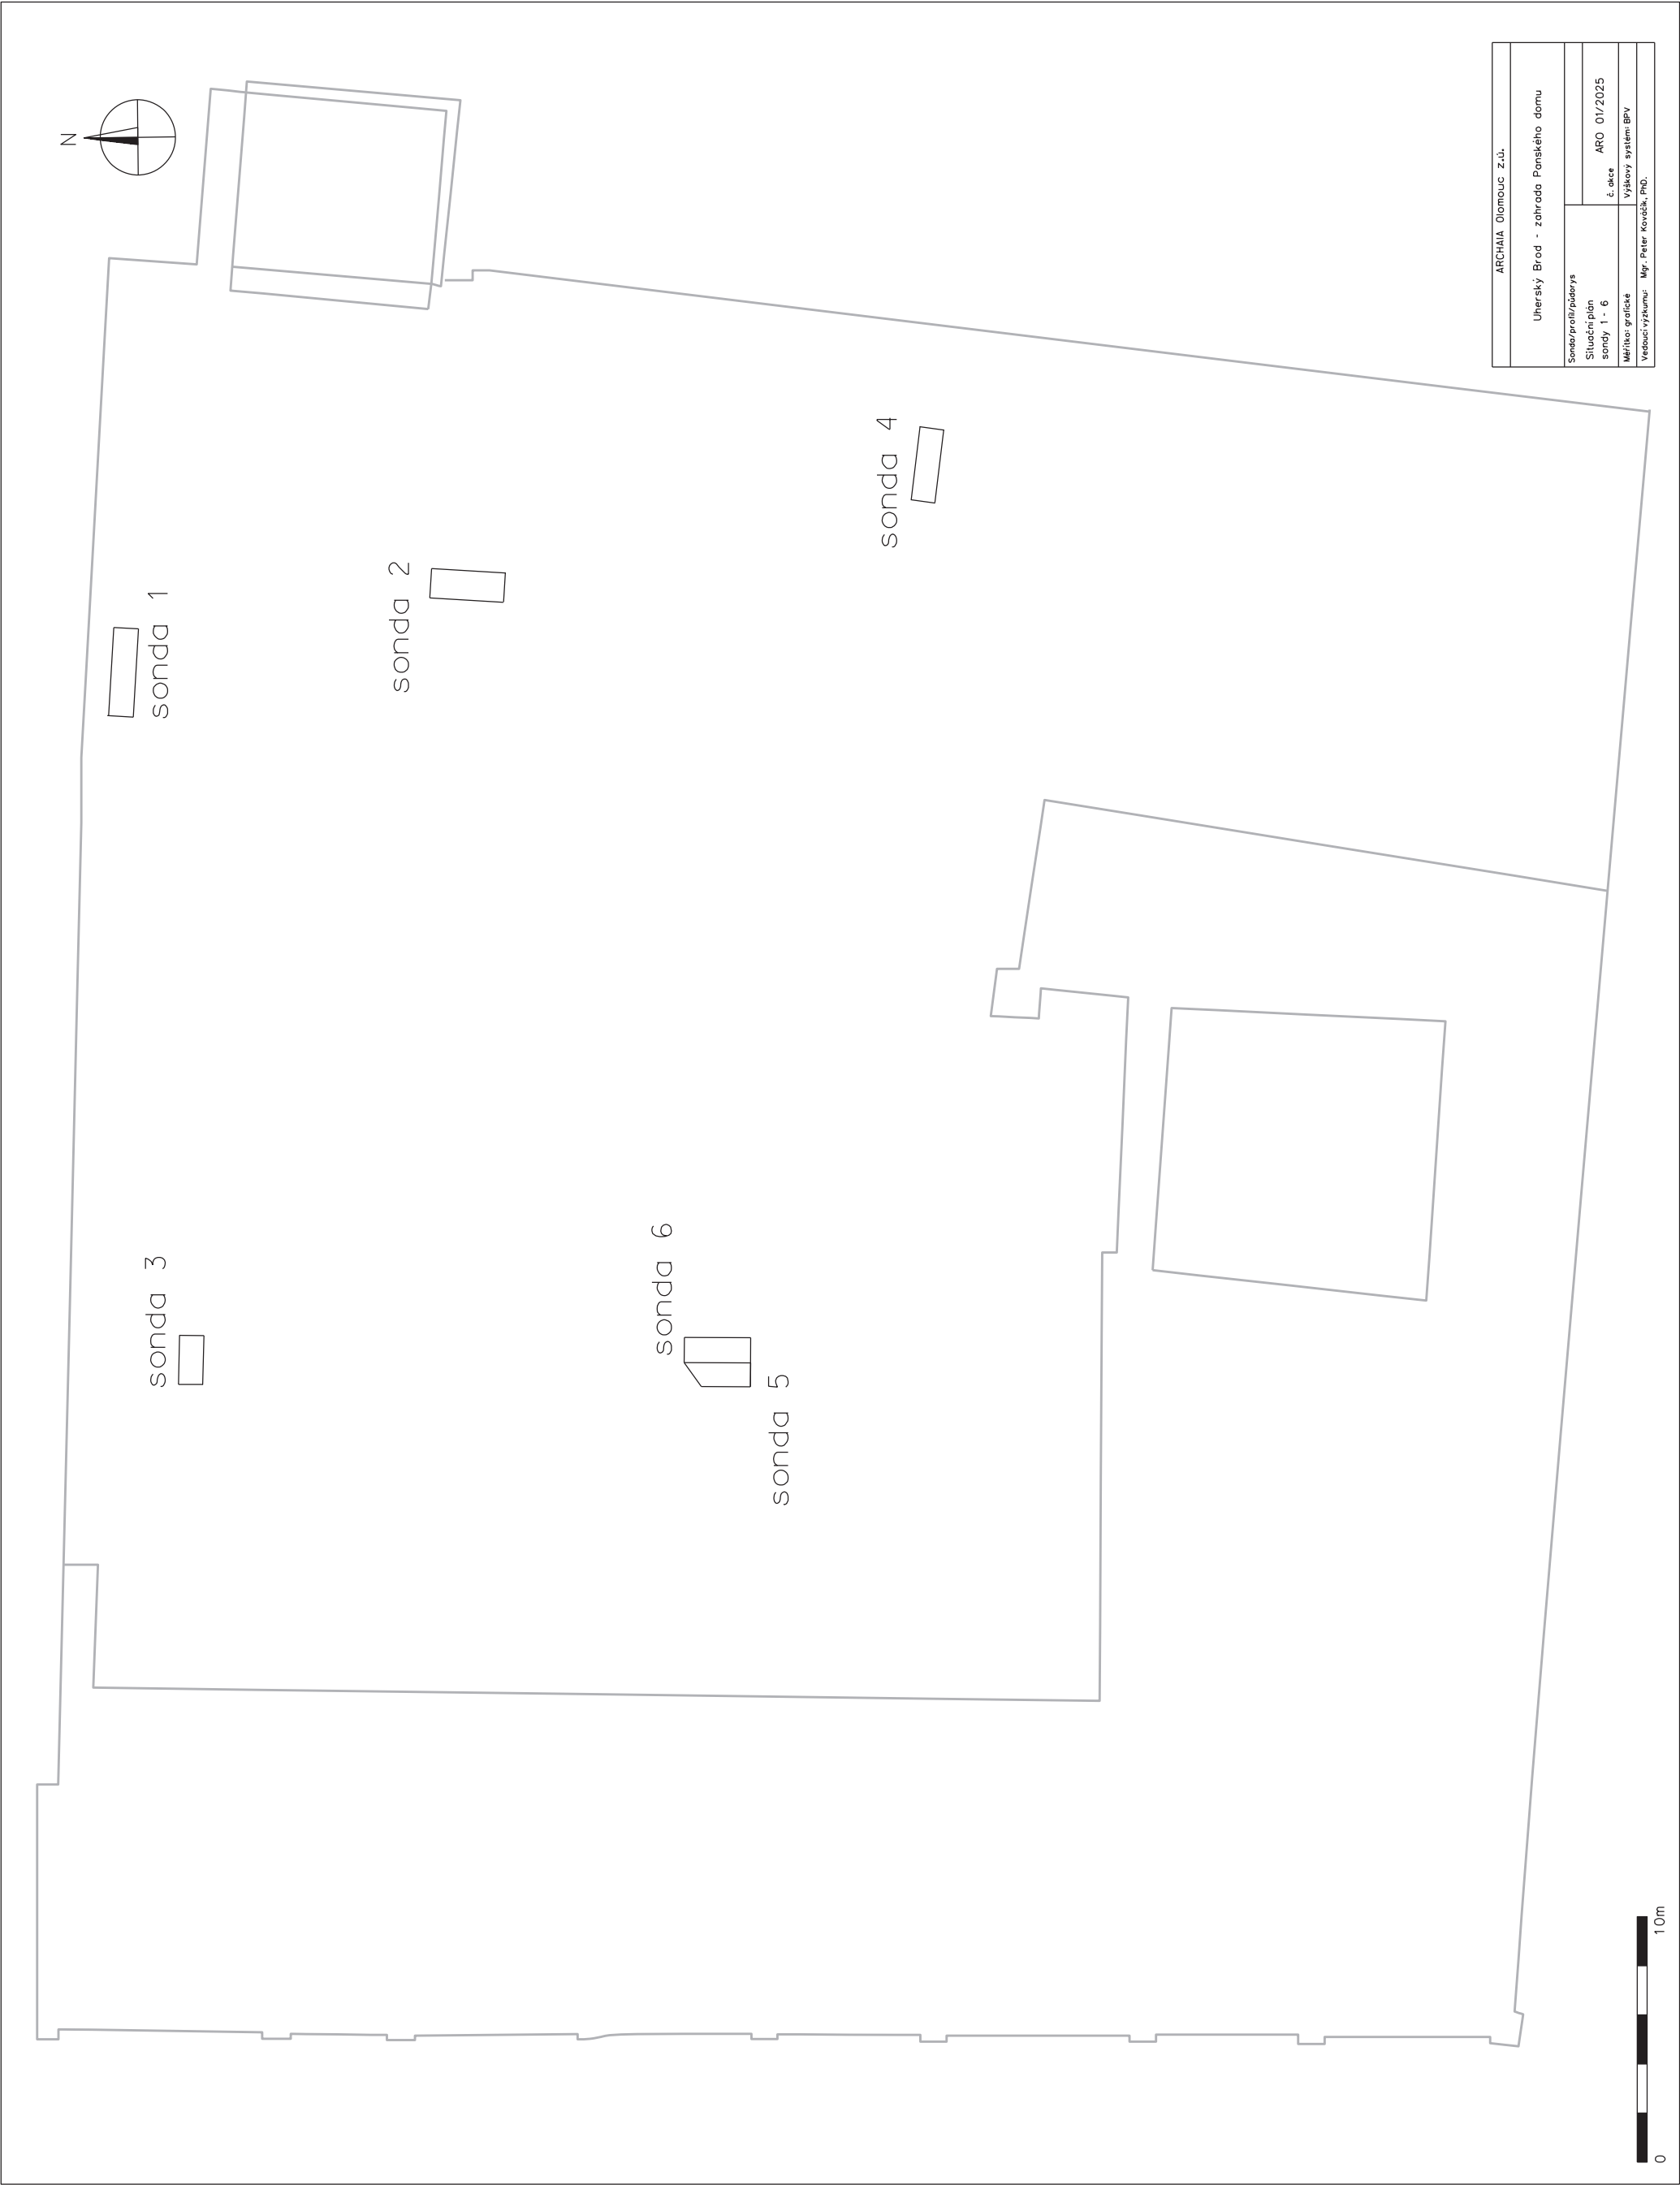 N
sonda 1
sonda 2
sonda 3
sonda 4
sonda 6
sonda 5
ARCHAIA Olomouc z.ú.
Uherský Brod - zahrada Panského domu
Sonda/profil/půdorys
Situační plán
sondy 1 - 6
č. akce
ARO 01/2025
Měřítko: grafické
Výškový systém: BPV
Vedoucí výzkumu: Mgr. Peter Kováčik, PhD.
0
10m